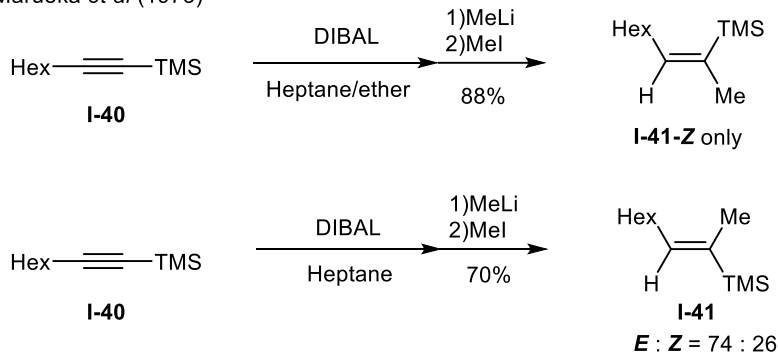 DIBAL
1)MeLi
2)MeI
Hex
TMS
Heptane/ether
88%
I-40
Hex
TMS
H
Me
I-41-Z only
DIBAL
1)MeLi
2)MeI
Hex
TMS
Heptane
70%
I-40
Hex
Me
H
TMS
I-41
E : Z = 74 : 26